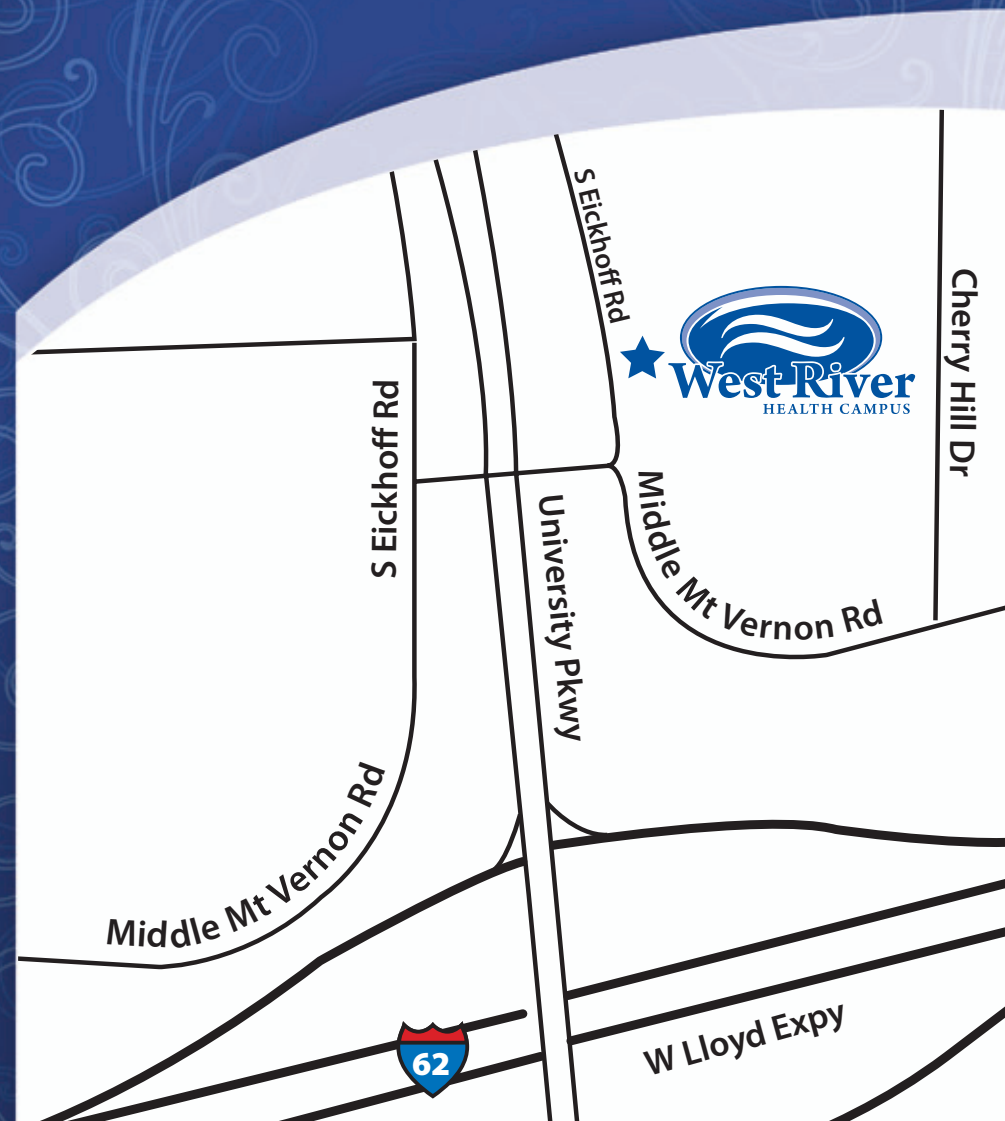 S Eickhoff Rd
West River
HEALTH CAMPUS
Cherry Hill Dr
S Eickhoff Rd
Middle Mt Vernon Rd
University Pkwy
Middle Mt Vernon Rd
62
W Lloyd Expy